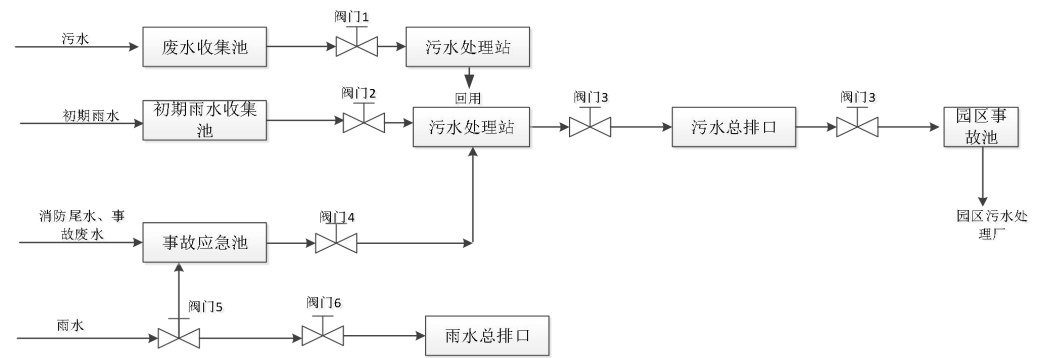 阀门1
污水
废水收集池
污水处理站
回用
阀门2
初期雨水
初期雨水收集
池
污水处理站
阀门3
污水总排口
阀门3
园区事
故池
园区污水处
理厂
消防尾水、事
故废水
事故应急池
阀门4
阀门5
阀门6
雨水
雨水总排口